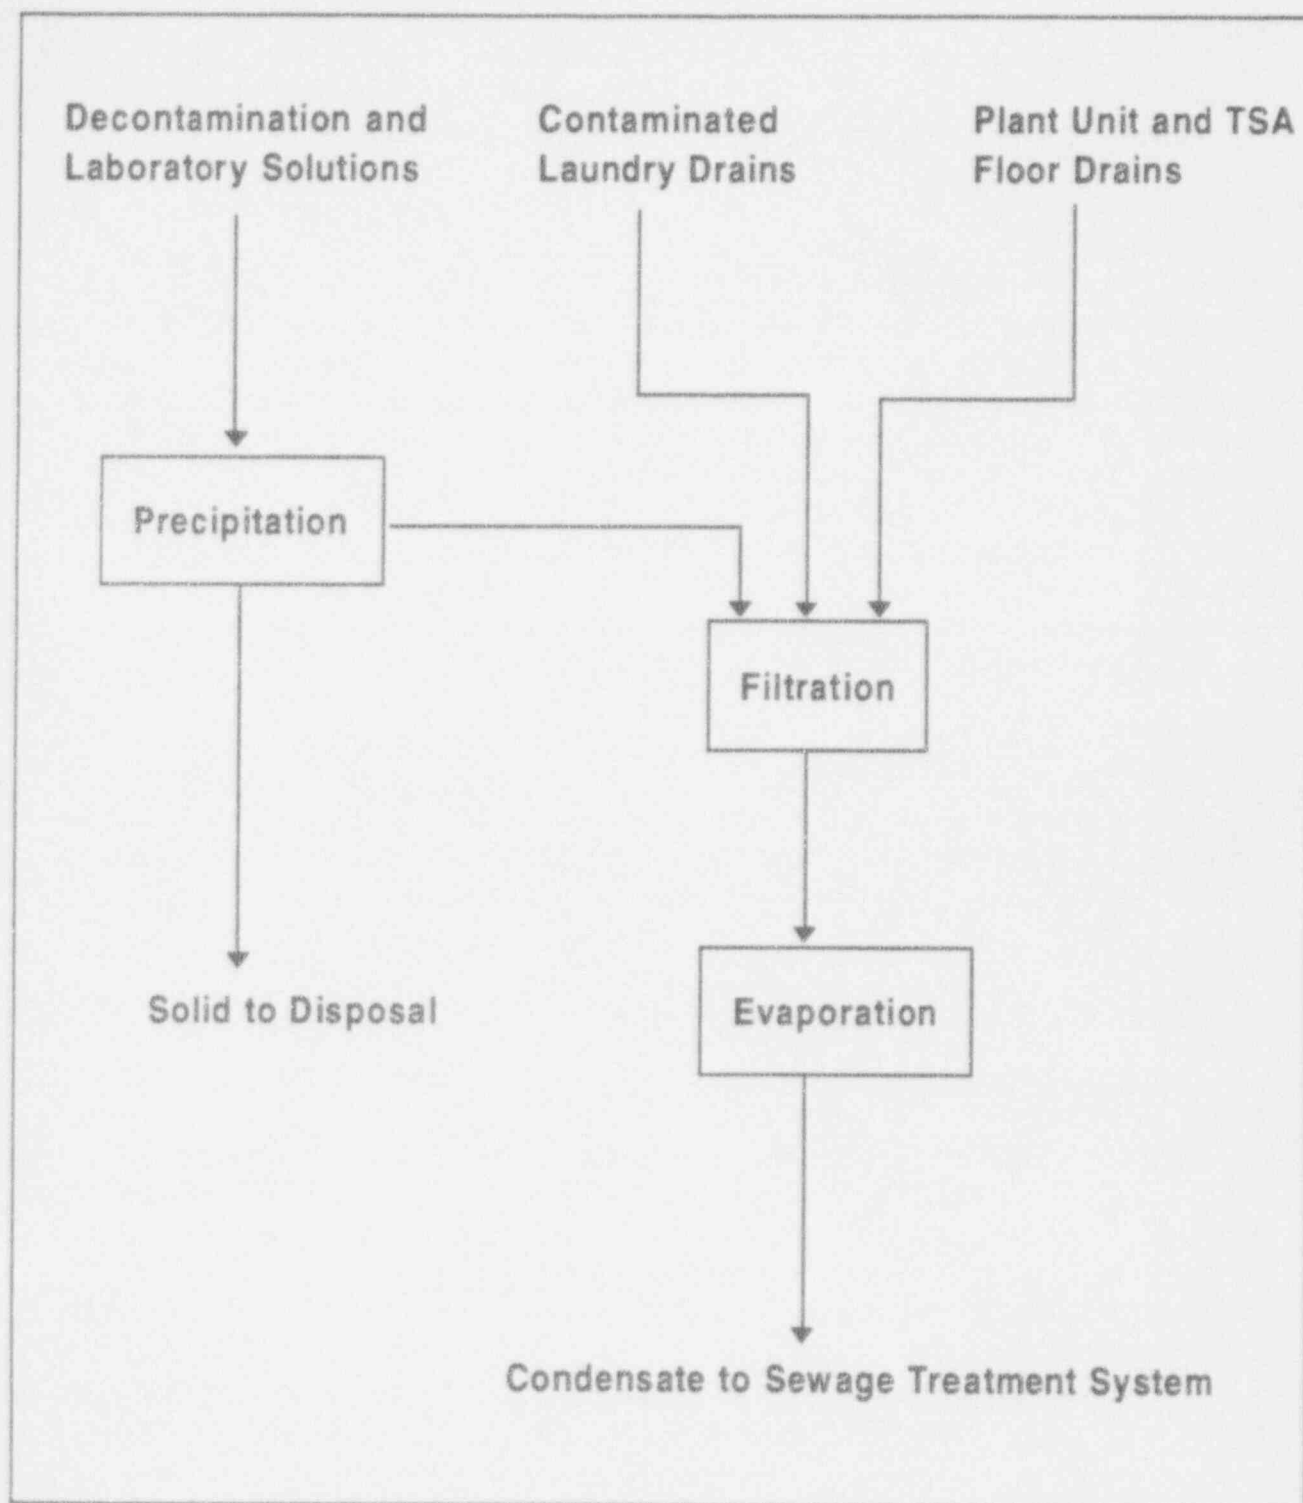 Decontamination and
Laboratory Solutions
Contaminated
Laundry Drains
Plant Unit and TSA
Floor Drains
Precipitation
Filtration
Solid to Disposal
Evaporation
Condensate to Sewage Treatment System